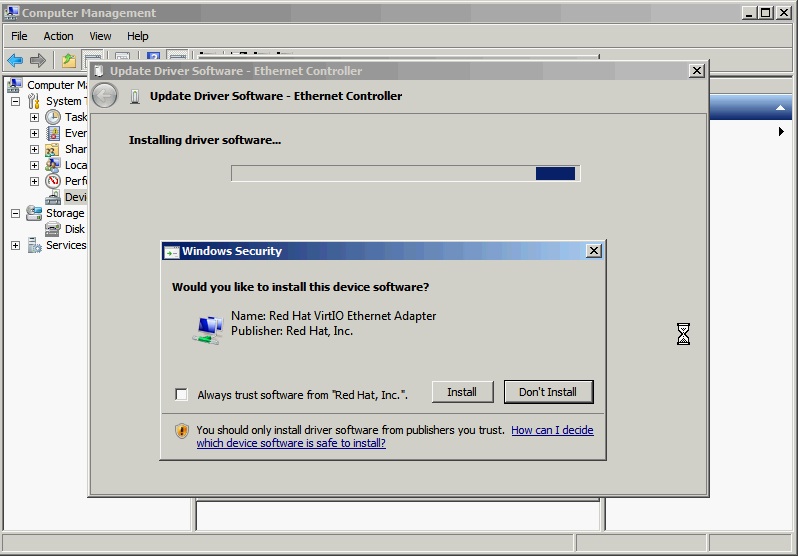 Computer Management
File Action View Help
Update Driver Software - Ethernet Controller
Update Driver Software - Ethernet Controller
Installing driver software...
Computer Ma
System T
Task
Even
Shar
Loca
Perfo
Devi
Storage
Disk
Services
Windows Security
Would you like to install this device software?
Name: Red Hat VirtIO Ethernet Adapter
Publisher: Red Hat, Inc.
Always trust software from "Red Hat, Inc.".
Install
Don't Install
You should only install driver software from publishers you trust. How can I decide
which device software is safe to install?